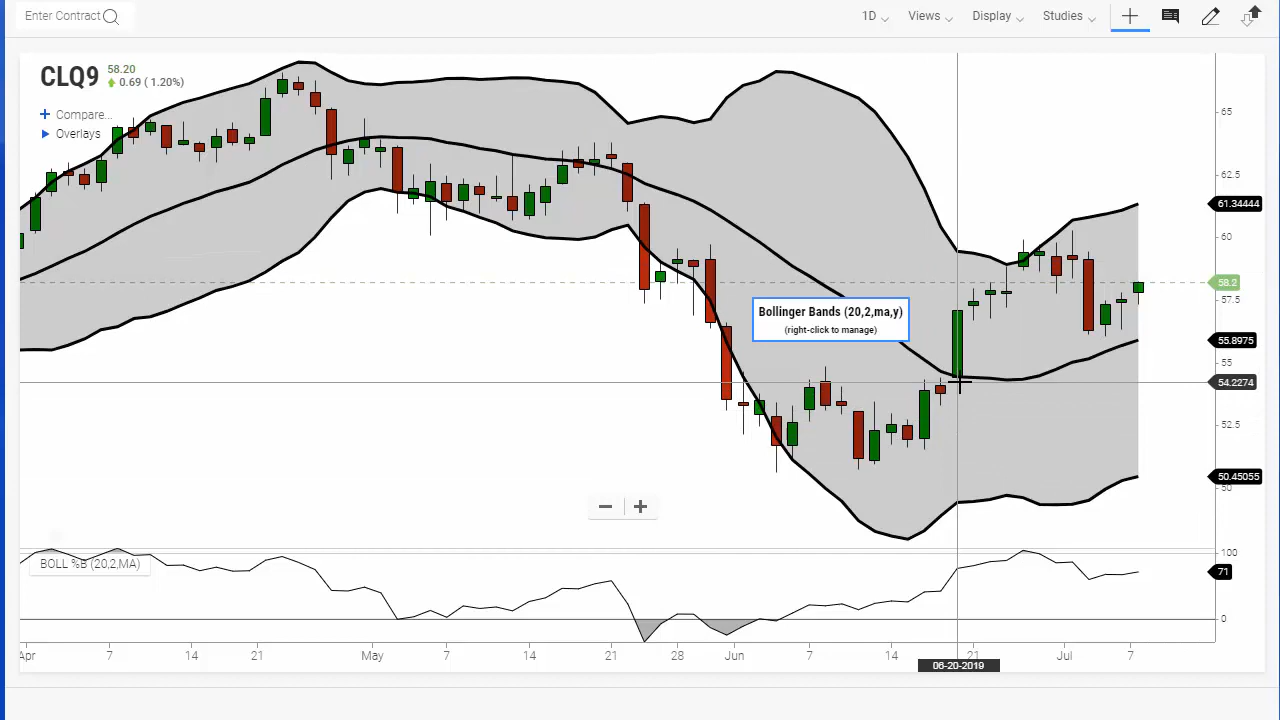 Enter Contract
1D Views Display Studies
CLQ9 58.20
0.69 ( 1.20%)
+ Compare...
Overlays
65
62.5
61.34444
60
58.2
57.5
Bollinger Bands (20,2,ma,y)
(right-click to manage)
55.8975
55
54.2274
52.5
50.45055
50
BOLL %B (20,2,MA)
100
71
0
Apr 7 14 21 May 7 14 21 28 Jun 7 14 21 Jul 7
06-20-2019